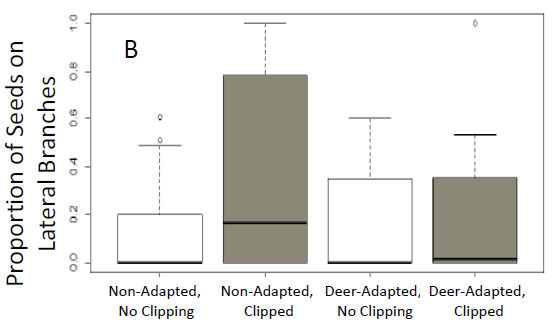 Proportion of Seeds on
Lateral Branches
B
1.0
0.8
0.6
0.4
0.2
0.0
Non-Adapted, No Clipping
Non-Adapted, Clipped
Deer-Adapted, No Clipping
Deer-Adapted, Clipped